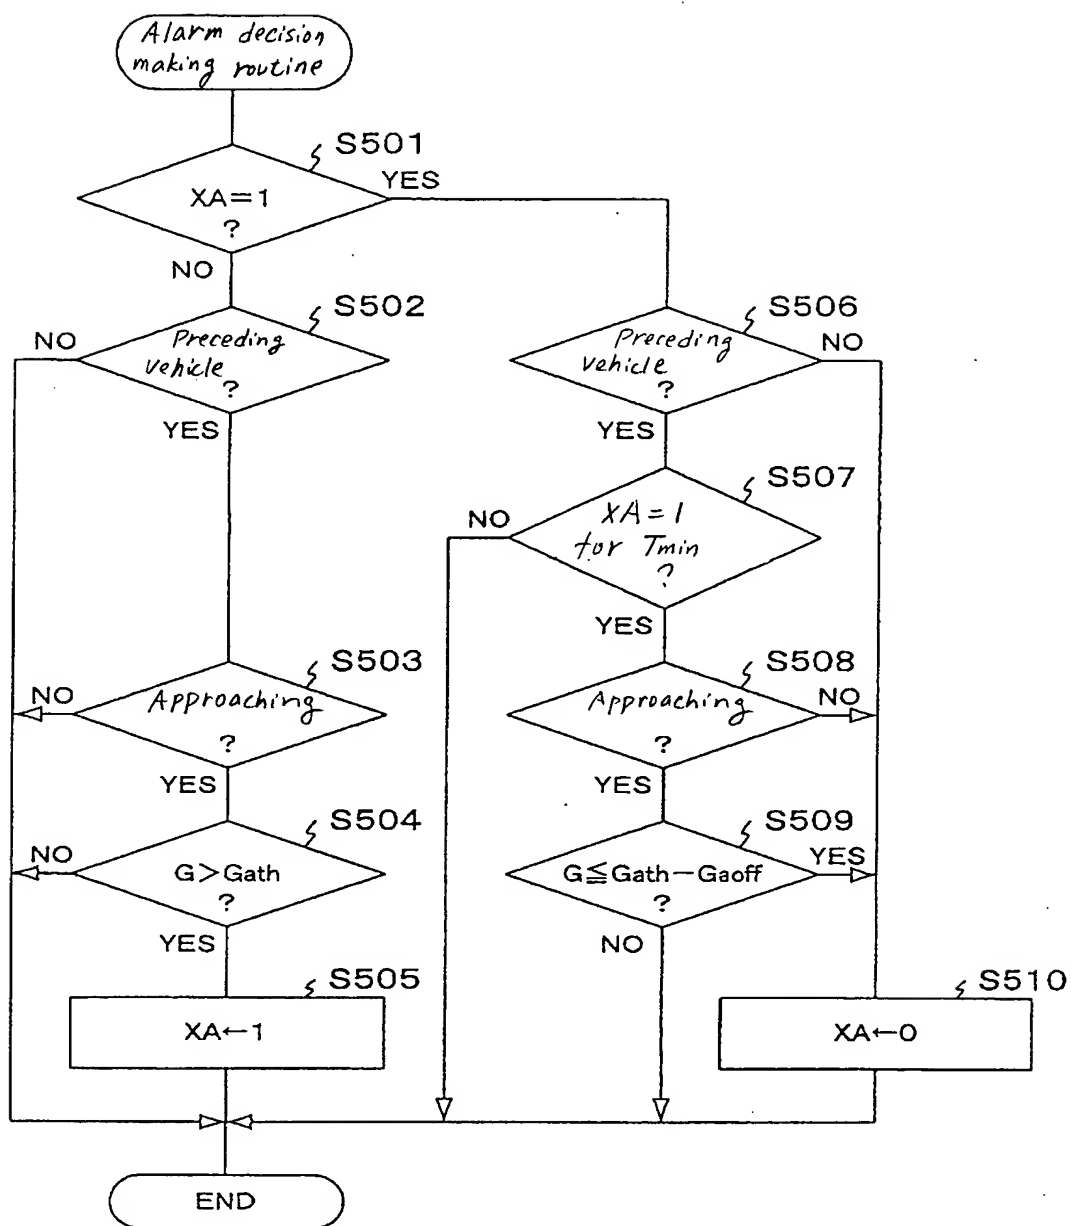 Alarm decision
making routine
S501
XA=1
?
YES
NO
S502
NO
Preceding
vehicle
?
YES
S506
Preceding
vehicle
?
NO
YES
S507
NO
XA=1
for Tmin
?
YES
S503
NO
Approaching
?
YES
S508
Approaching
NO
?
YES
S504
NO
G>Gath
?
YES
S509
G≦Gath-Gaoff
YES
?
NO
S505
XA←1
S510
XA←0
END